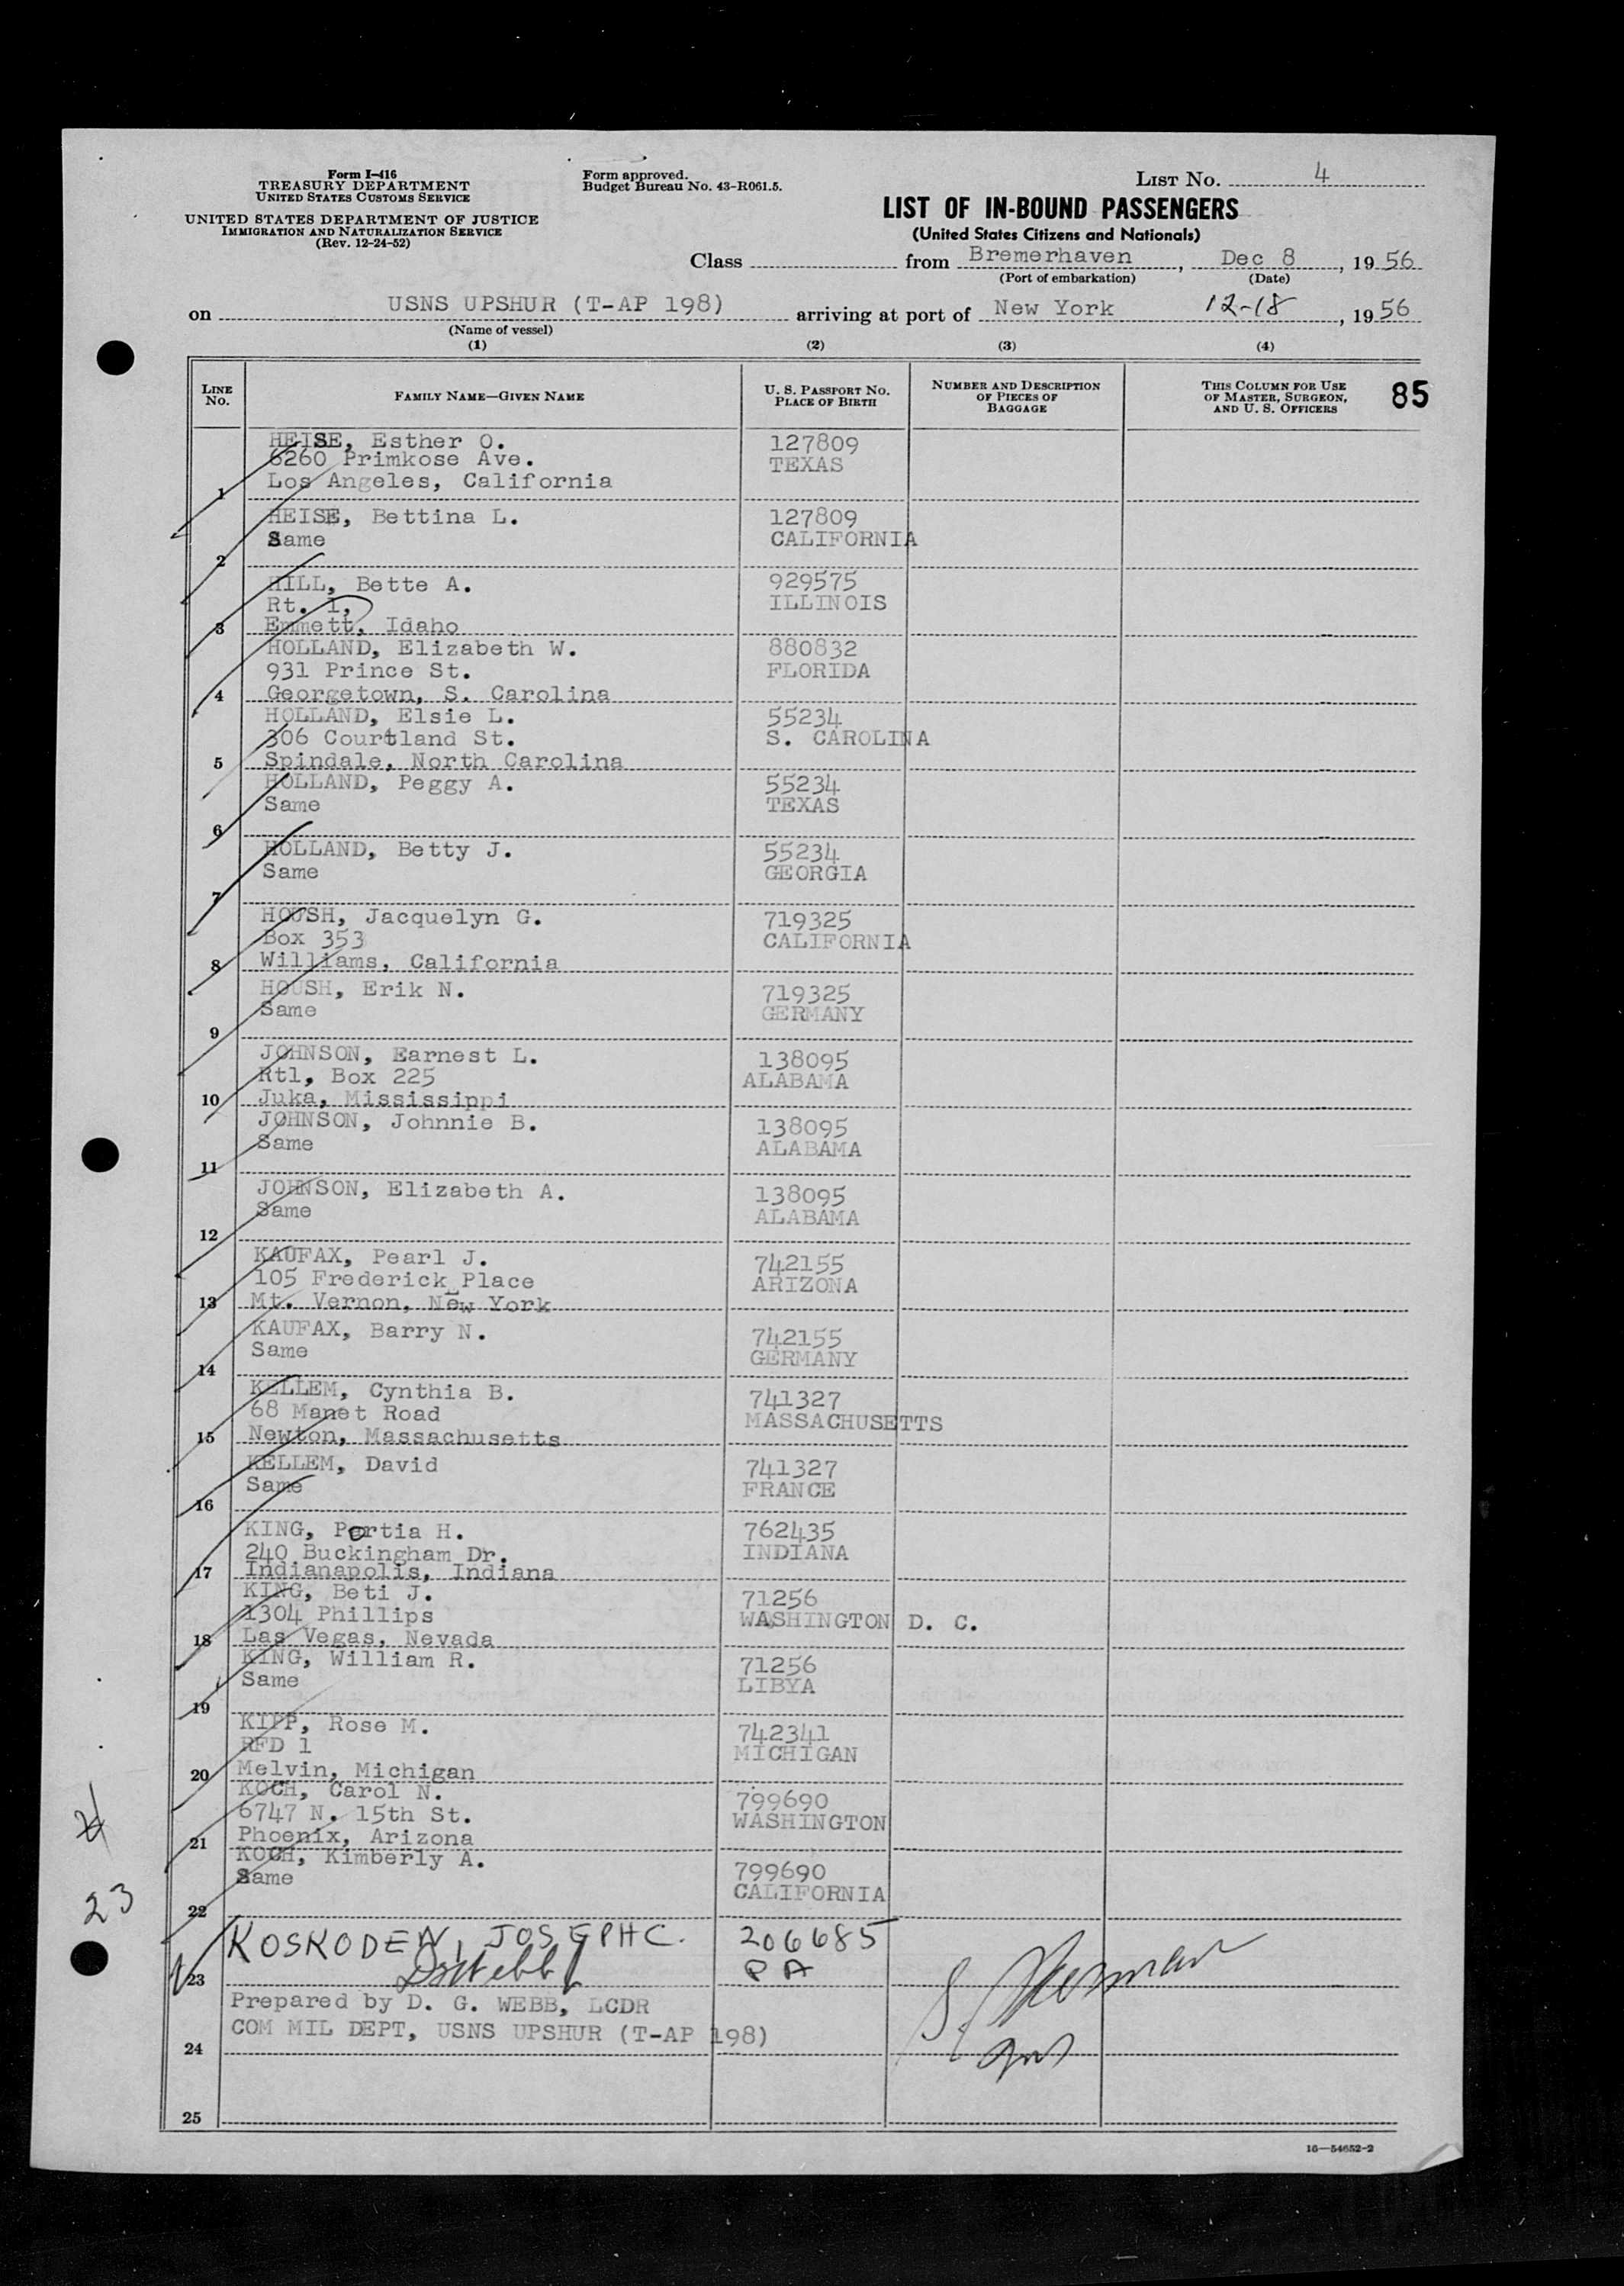 Form I-416
TREASURY DEPARTMENT
UNITED STATES CUSTOMS SERVICE
UNITED STATES DEPARTMENT OF JUSTICE
IMMIGRATION AND NATURALIZATION SERVICE
(Rev. 12-24-52)
Form approved.
Budget Bureau No. 43-R061.5.
LIST NO. 4
LIST OF IN-BOUND PASSENGERS
(United States Citizens and Nationals)
Class from Bremerhaven, Dec 8, 1956
(Port of embarkation) (Date)
on USNS UPSHUR (T-AP 198) arriving at port of New York 12-18, 1956
(Name of vessel)
(1) (2) (3) (4)
LINE NO. FAMILY NAME—GIVEN NAME U. S. PASSPORT NO. PLACE OF BIRTH NUMBER AND DESCRIPTION OF PIECES OF BAGGAGE THIS COLUMN FOR USE OF MASTER, SURGEON, AND U. S. OFFICERS 85
HEISE, Esther O. 127809
6260 Primkose Ave. TEXAS
1 Los Angeles, California
HEISE, Bettina L. 127809
Same CALIFORNIA
2
HILL, Bette A. 929575
Rt. 1, ILLINOIS
3 Emmett, Idaho
HOLLAND, Elizabeth W. 880832
931 Prince St. FLORIDA
4 Georgetown, S. Carolina
HOLLAND, Elsie L. 55234
306 Courtland St. S. CAROLINA
5 Spindale, North Carolina
HOLLAND, Peggy A. 55234
Same TEXAS
6
HOLLAND, Betty J. 55234
Same GEORGIA
7
HOUSH, Jacquelyn G. 719325
Box 353 CALIFORNIA
8 Williams, California
HOUSH, Erik N. 719325
Same GERMANY
9
JOHNSON, Earnest L. 138095
Rt1, Box 225 ALABAMA
10 Juka, Mississippi
JOHNSON, Johnnie B. 138095
Same ALABAMA
11
JOHNSON, Elizabeth A. 138095
Same ALABAMA
12
KAUFAX, Pearl J. 742155
105 Frederick Place ARIZONA
13 Mt. Vernon, New York
KAUFAX, Barry N. 742155
Same GERMANY
14
KELLEM, Cynthia B. 741327
68 Manet Road MASSACHUSETTS
15 Newton, Massachusetts
KELLEM, David 741327
Same FRANCE
16
KING, Portia H. 762435
240 Buckingham Dr. INDIANA
17 Indianapolis, Indiana
KING, Beti J. 71256
1304 Phillips WASHINGTON D. C.
18 Las Vegas, Nevada
KING, William R. 71256
Same LIBYA
19
KIPP, Rose M. 742341
RFD 1 MICHIGAN
20 Melvin, Michigan
KOCH, Carol N. 799690
6747 N. 15th St. WASHINGTON
21 Phoenix, Arizona
KOCH, Kimberly A. 799690
Same CALIFORNIA
22
23
KOSKODEN, JOSEPH C. 206685
23 DGWebb PA
Prepared by D. G. WEBB, LCDR
COM MIL DEPT, USNS UPSHUR (T-AP 198)
24
25
16—54652-2